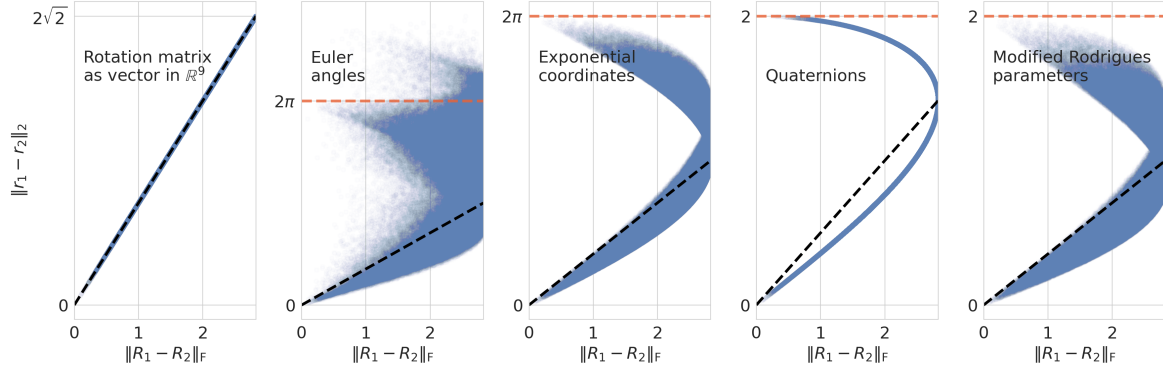 ‖r₁ − r₂‖₂
2√2
0
Rotation matrix
as vector in ℝ⁹
0
1
2
‖R₁ − R₂‖F
2π
0
Euler
angles
0
1
2
‖R₁ − R₂‖F
2π
0
Exponential
coordinates
0
1
2
‖R₁ − R₂‖F
2
0
Quaternions
0
1
2
‖R₁ − R₂‖F
2
0
Modified Rodrigues
parameters
0
1
2
‖R₁ − R₂‖F